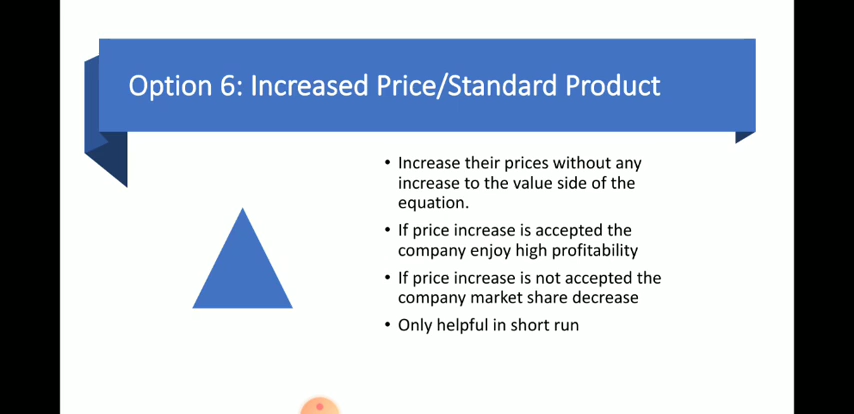 Option 6: Increased Price/Standard Product
• Increase their prices without any
increase to the value side of the
equation.
• If price increase is accepted the
company enjoy high profitability
• If price increase is not accepted the
company market share decrease
• Only helpful in short run